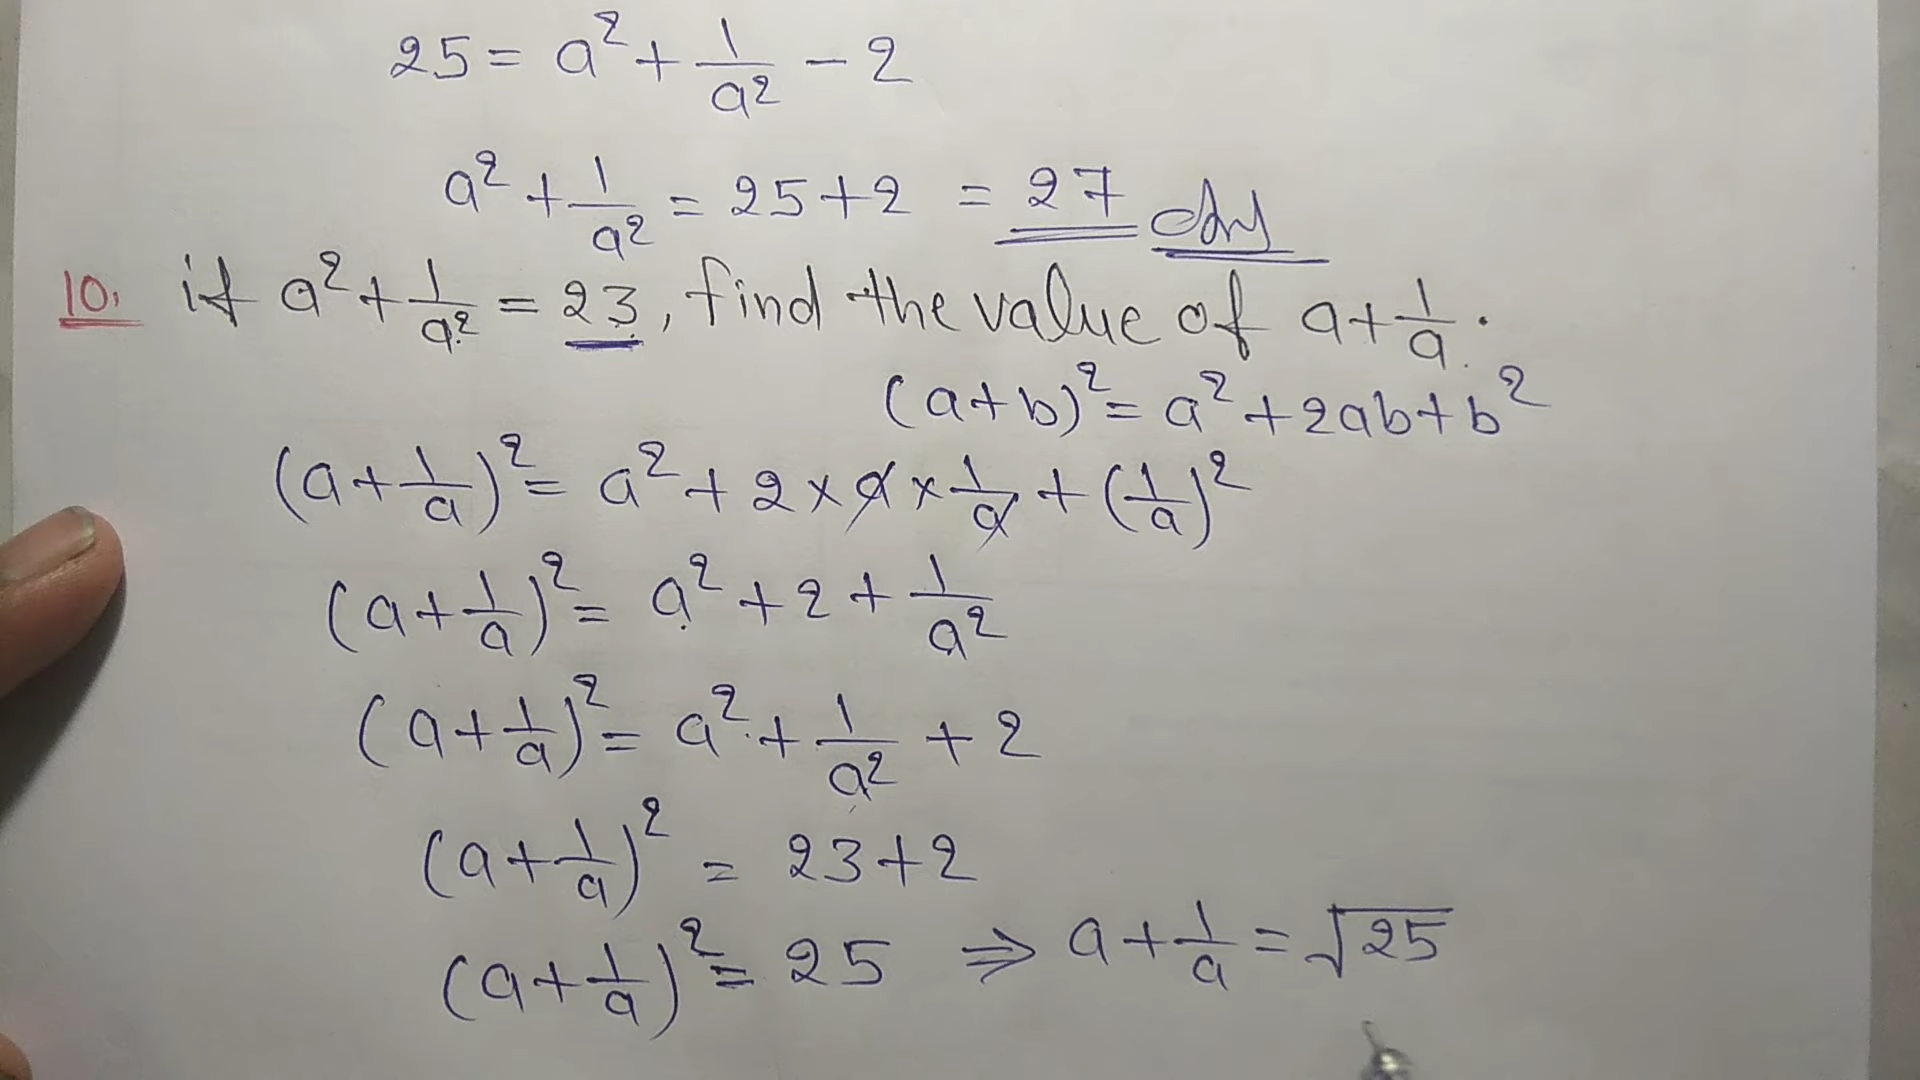 25 = a² + 1/a² - 2
a² + 1/a² = 25+2 = 27 Ans
10. if a² + 1/a² = 23, find the value of a + 1/a.
(a+b)² = a² + 2ab + b²
(a + 1/a)² = a² + 2 × a × 1/a + (1/a)²
(a + 1/a)² = a² + 2 + 1/a²
(a + 1/a)² = a² + 1/a² + 2
(a + 1/a)² = 23+2
(a + 1/a)² = 25 ⇒ a + 1/a = √25